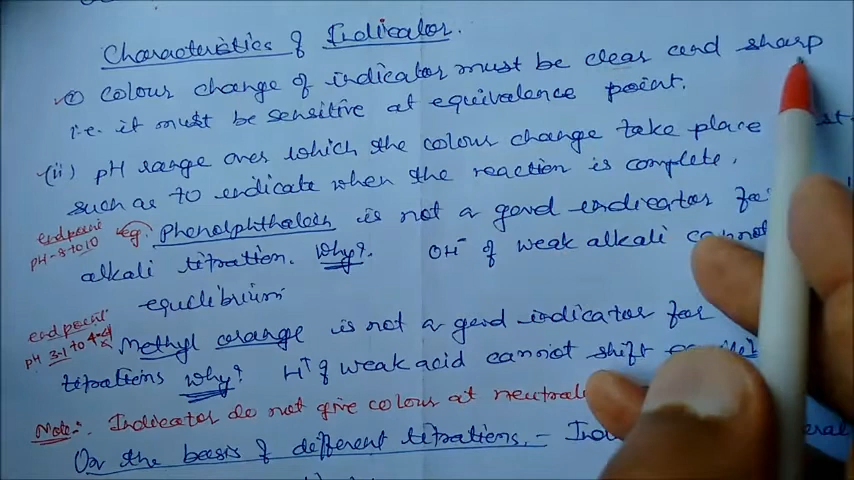 Characteristics of Indicator.
(i) Colour change of indicator must be clear and sharp
i.e. it must be sensitive at equivalence point.
(ii) pH range over which the colour change take place
such as to indicate when the reaction is complete.
endpoint
pH-8 to 10
eg. Phenolphthalein is not a good indicator for
alkali titration. Why? OH⁻ of weak alkali cannot
equilibrium
endpoint
pH 3.1 to 4.4
Methyl orange is not a good indicator for
titrations why? H⁺ of weak acid cannot shift
Note:- Indicator do not give colour at
On the basis of different titrations, -